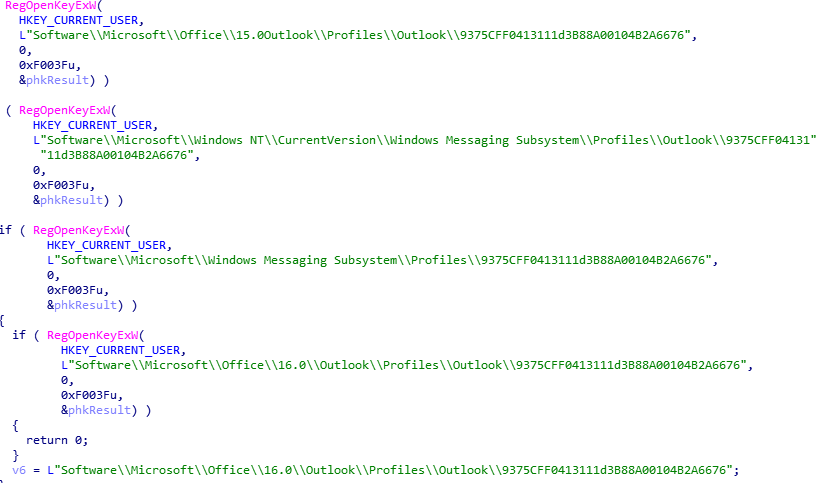 RegOpenKeyExW(
HKEY_CURRENT_USER,
L"Software\\Microsoft\\Office\\15.0Outlook\\Profiles\\Outlook\\9375CFF0413111d3B88A00104B2A6676",
0,
0xF003Fu,
&phkResult) )
( RegOpenKeyExW(
HKEY_CURRENT_USER,
L"Software\\Microsoft\\Windows NT\\CurrentVersion\\Windows Messaging Subsystem\\Profiles\\Outlook\\9375CFF04131"
"11d3B88A00104B2A6676",
0,
0xF003Fu,
&phkResult) )
if ( RegOpenKeyExW(
HKEY_CURRENT_USER,
L"Software\\Microsoft\\Windows Messaging Subsystem\\Profiles\\9375CFF0413111d3B88A00104B2A6676",
0,
0xF003Fu,
&phkResult) )
{
if ( RegOpenKeyExW(
HKEY_CURRENT_USER,
L"Software\\Microsoft\\Office\\16.0\\Outlook\\Profiles\\Outlook\\9375CFF0413111d3B88A00104B2A6676",
0,
0xF003Fu,
&phkResult) )
{
return 0;
}
v6 = L"Software\\Microsoft\\Office\\16.0\\Outlook\\Profiles\\Outlook\\9375CFF0413111d3B88A00104B2A6676";